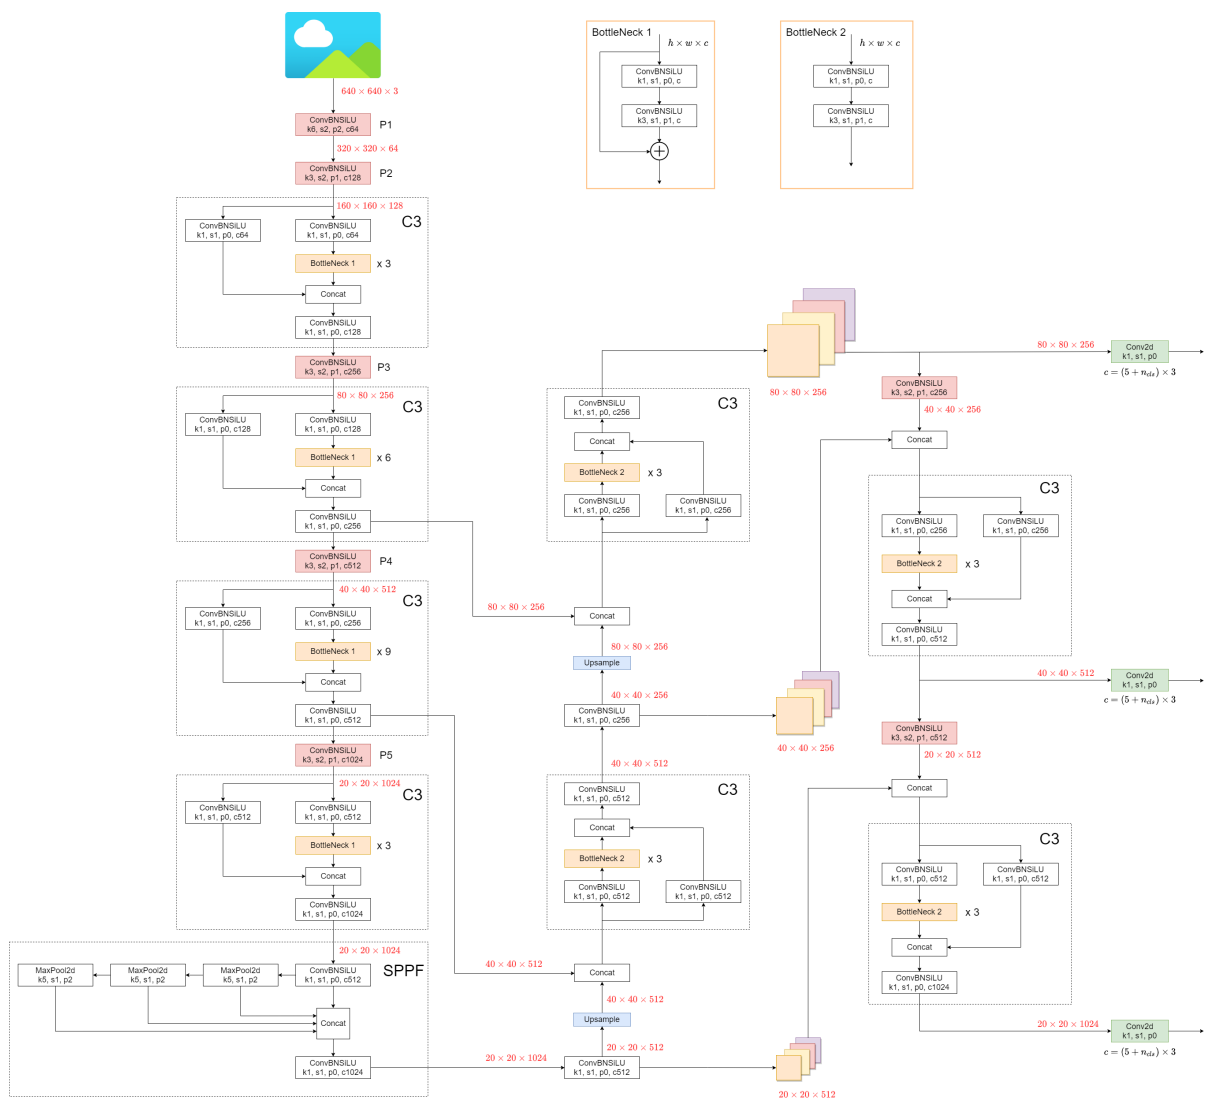 640 × 640 × 3
ConvBNSiLU
k6, s2, p2, c64
P1
320 × 320 × 64
ConvBNSiLU
k3, s2, p1, c128
P2
160 × 160 × 128
C3
ConvBNSiLU
k1, s1, p0, c64
ConvBNSiLU
k1, s1, p0, c64
BottleNeck 1
x 3
Concat
ConvBNSiLU
k1, s1, p0, c128
ConvBNSiLU
k3, s2, p1, c256
P3
80 × 80 × 256
C3
ConvBNSiLU
k1, s1, p0, c128
ConvBNSiLU
k1, s1, p0, c128
BottleNeck 1
x 6
Concat
ConvBNSiLU
k1, s1, p0, c256
ConvBNSiLU
k3, s2, p1, c512
P4
40 × 40 × 512
C3
ConvBNSiLU
k1, s1, p0, c256
ConvBNSiLU
k1, s1, p0, c256
BottleNeck 1
x 9
Concat
ConvBNSiLU
k1, s1, p0, c512
ConvBNSiLU
k3, s2, p1, c1024
P5
20 × 20 × 1024
C3
ConvBNSiLU
k1, s1, p0, c512
ConvBNSiLU
k1, s1, p0, c512
BottleNeck 1
x 3
Concat
ConvBNSiLU
k1, s1, p0, c1024
20 × 20 × 1024
SPPF
MaxPool2d
k5, s1, p2
MaxPool2d
k5, s1, p2
MaxPool2d
k5, s1, p2
ConvBNSiLU
k1, s1, p0, c512
Concat
ConvBNSiLU
k1, s1, p0, c1024
BottleNeck 1
h × w × c
ConvBNSiLU
k1, s1, p0, c
ConvBNSiLU
k3, s1, p1, c
BottleNeck 2
h × w × c
ConvBNSiLU
k1, s1, p0, c
ConvBNSiLU
k3, s1, p1, c
C3
ConvBNSiLU
k1, s1, p0, c256
Concat
BottleNeck 2
x 3
ConvBNSiLU
k1, s1, p0, c256
ConvBNSiLU
k1, s1, p0, c256
80 × 80 × 256
Concat
80 × 80 × 256
Upsample
40 × 40 × 256
ConvBNSiLU
k1, s1, p0, c256
40 × 40 × 512
C3
ConvBNSiLU
k1, s1, p0, c512
Concat
BottleNeck 2
x 3
ConvBNSiLU
k1, s1, p0, c512
ConvBNSiLU
k1, s1, p0, c512
40 × 40 × 512
Concat
40 × 40 × 512
Upsample
20 × 20 × 512
20 × 20 × 1024
ConvBNSiLU
k1, s1, p0, c512
80 × 80 × 256
40 × 40 × 256
20 × 20 × 512
80 × 80 × 256
Conv2d
k1, s1, p0
c = (5 + n_cls) × 3
ConvBNSiLU
k3, s2, p1, c256
40 × 40 × 256
Concat
C3
ConvBNSiLU
k1, s1, p0, c256
ConvBNSiLU
k1, s1, p0, c256
BottleNeck 2
x 3
Concat
ConvBNSiLU
k1, s1, p0, c512
40 × 40 × 512
Conv2d
k1, s1, p0
c = (5 + n_cls) × 3
ConvBNSiLU
k3, s2, p1, c512
20 × 20 × 512
Concat
C3
ConvBNSiLU
k1, s1, p0, c512
ConvBNSiLU
k1, s1, p0, c512
BottleNeck 2
x 3
Concat
ConvBNSiLU
k1, s1, p0, c1024
20 × 20 × 1024
Conv2d
k1, s1, p0
c = (5 + n_cls) × 3